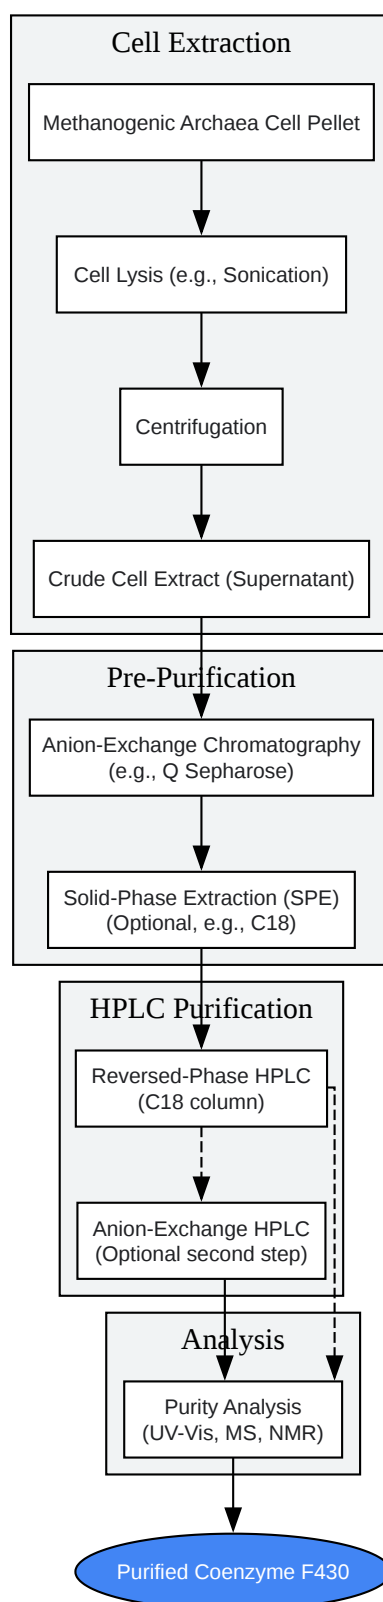 Cell Extraction
Methanogenic Archaea Cell Pellet
Cell Lysis (e.g., Sonication)
Centrifugation
Crude Cell Extract (Supernatant)
Pre-Purification
Anion-Exchange Chromatography
(e.g., Q Sepharose)
Solid-Phase Extraction (SPE)
(Optional, e.g., C18)
HPLC Purification
Reversed-Phase HPLC
(C18 column)
Anion-Exchange HPLC
(Optional second step)
Analysis
Purity Analysis
(UV-Vis, MS, NMR)
Purified Coenzyme F430